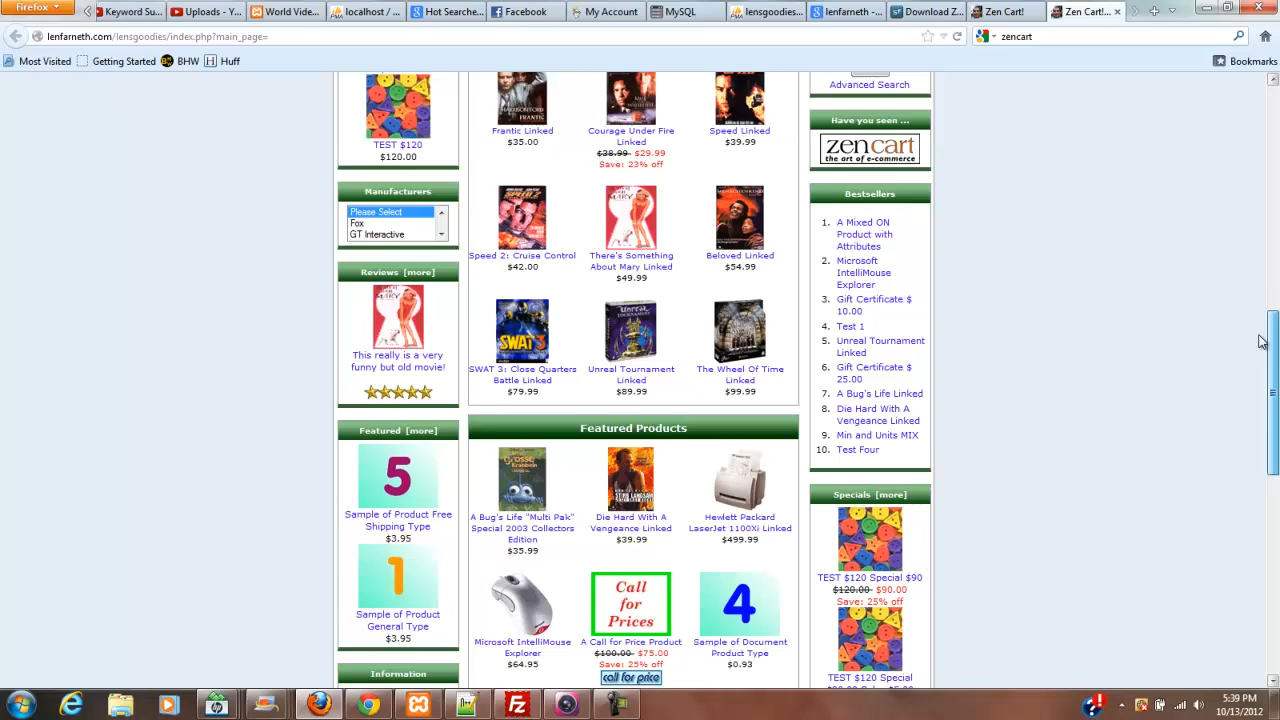 Firefox
Keyword Su...
Uploads - Y...
World Vide...
localhost / ...
Hot Searche...
Facebook
My Account
MySQL
lensgoodies...
lenfarneth -...
Download Z...
Zen Cart!
Zen Cart!...
lenfarneth.com/lensgoodies/index.php?main_page=
zencart
Most Visited
Getting Started
BHW
Huff
Bookmarks
TEST $120
$120.00
Manufacturers
Please Select
Fox
GT Interactive
Reviews [more]
This really is a very
funny but old movie!
Featured [more]
5
Sample of Product Free
Shipping Type
$3.95
1
Sample of Product
General Type
$3.95
Information
Frantic Linked
$35.00
Courage Under Fire
Linked
$38.99 $29.99
Save: 23% off
Speed Linked
$39.99
Speed 2: Cruise Control
$42.00
There's Something
About Mary Linked
$49.99
Beloved Linked
$54.99
SWAT 3: Close Quarters
Battle Linked
$79.99
Unreal Tournament
Linked
$89.99
The Wheel Of Time
Linked
$99.99
Featured Products
A Bug's Life "Multi Pak"
Special 2003 Collectors
Edition
$35.99
Die Hard With A
Vengeance Linked
$39.99
Hewlett Packard
LaserJet 1100Xi Linked
$499.99
Microsoft IntelliMouse
Explorer
$64.95
Call
for
Prices
A Call for Price Product
$100.00 $75.00
Save: 25% off
call for price
4
Sample of Document
Product Type
$0.93
Advanced Search
Have you seen ...
zencart
the art of e-commerce
Bestsellers
1. A Mixed ON
Product with
Attributes
2. Microsoft
IntelliMouse
Explorer
3. Gift Certificate $
10.00
4. Test 1
5. Unreal Tournament
Linked
6. Gift Certificate $
25.00
7. A Bug's Life Linked
8. Die Hard With A
Vengeance Linked
9. Min and Units MIX
10. Test Four
Specials [more]
TEST $120 Special $90
$120.00 $90.00
Save: 25% off
TEST $120 Special
5:39 PM
10/13/2012